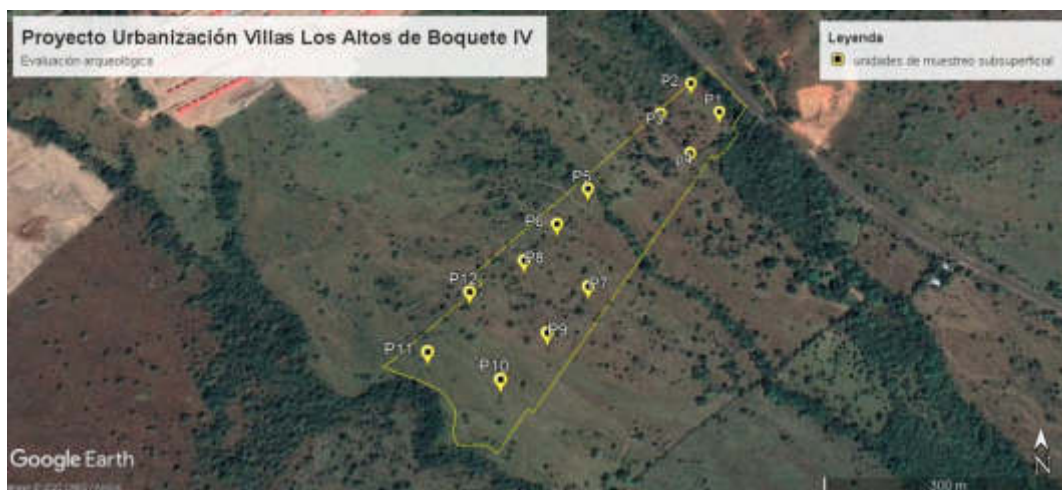 Proyecto Urbanización Villas Los Altos de Boquete IV
Evaluación arqueológica
Leyenda
unidades de muestreo subsuperficial
P2
P1
P3
P4
P5
P6
P8
P12
P7
P9
P11
P10
Google Earth
N
300 m